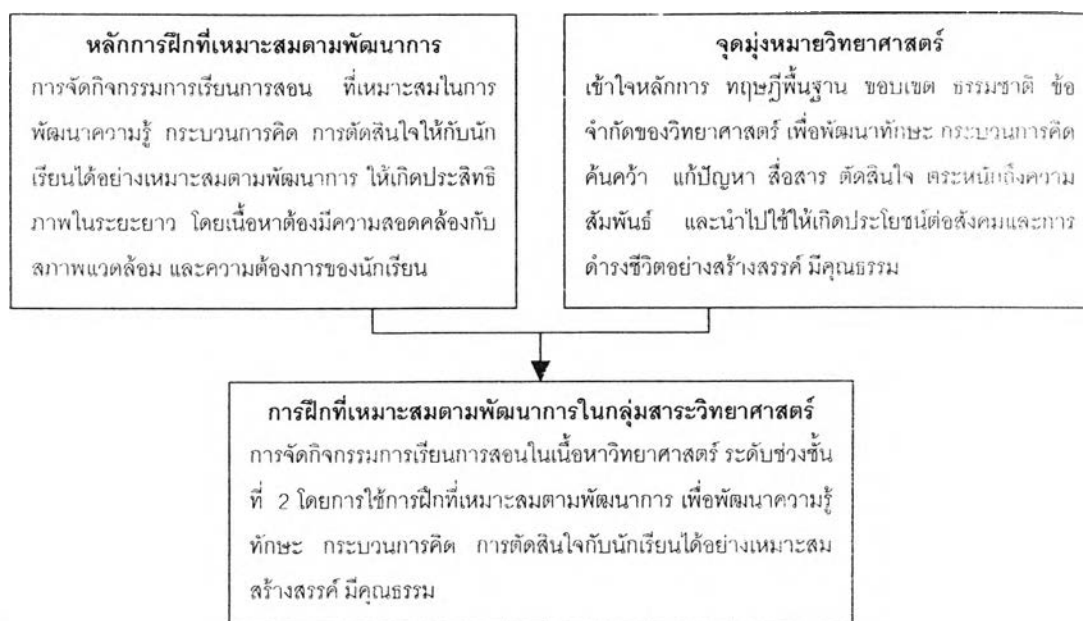 หลักการฝึกที่เหมาะสมตามพัฒนาการ
การจัดกิจกรรมการเรียนการสอน ที่เหมาะสมในการ
พัฒนาความรู้ กระบวนการคิด การตัดสินใจให้กับนัก
เรียนได้อย่างเหมาะสมตามพัฒนาการ ให้เกิดประสิทธิ
ภาพในระยะยาว โดยเนื้อหาต้องมีความสอดคล้องกับ
สภาพแวดล้อม และความต้องการของนักเรียน
จุดมุ่งหมายวิทยาศาสตร์
เข้าใจหลักการ ทฤษฎีพื้นฐาน ขอบเขต ธรรมชาติ ข้อ
จำกัดของวิทยาศาสตร์ เพื่อพัฒนาทักษะ กระบวนการคิด
ค้นคว้า แก้ปัญหา สื่อสาร ตัดสินใจ ตระหนักถึงความ
สัมพันธ์ และนำไปใช้ให้เกิดประโยชน์ต่อสังคมและการ
ดำรงชีวิตอย่างสร้างสรรค์ มีคุณธรรม
การฝึกที่เหมาะสมตามพัฒนาการในกลุ่มสาระวิทยาศาสตร์
การจัดกิจกรรมการเรียนการสอนในเนื้อหาวิทยาศาสตร์ ระดับช่วงชั้น
ที่ 2 โดยการใช้การฝึกที่เหมาะสมตามพัฒนาการ เพื่อพัฒนาความรู้
ทักษะ กระบวนการคิด การตัดสินใจกับนักเรียนได้อย่างเหมาะสม
สร้างสรรค์ มีคุณธรรม